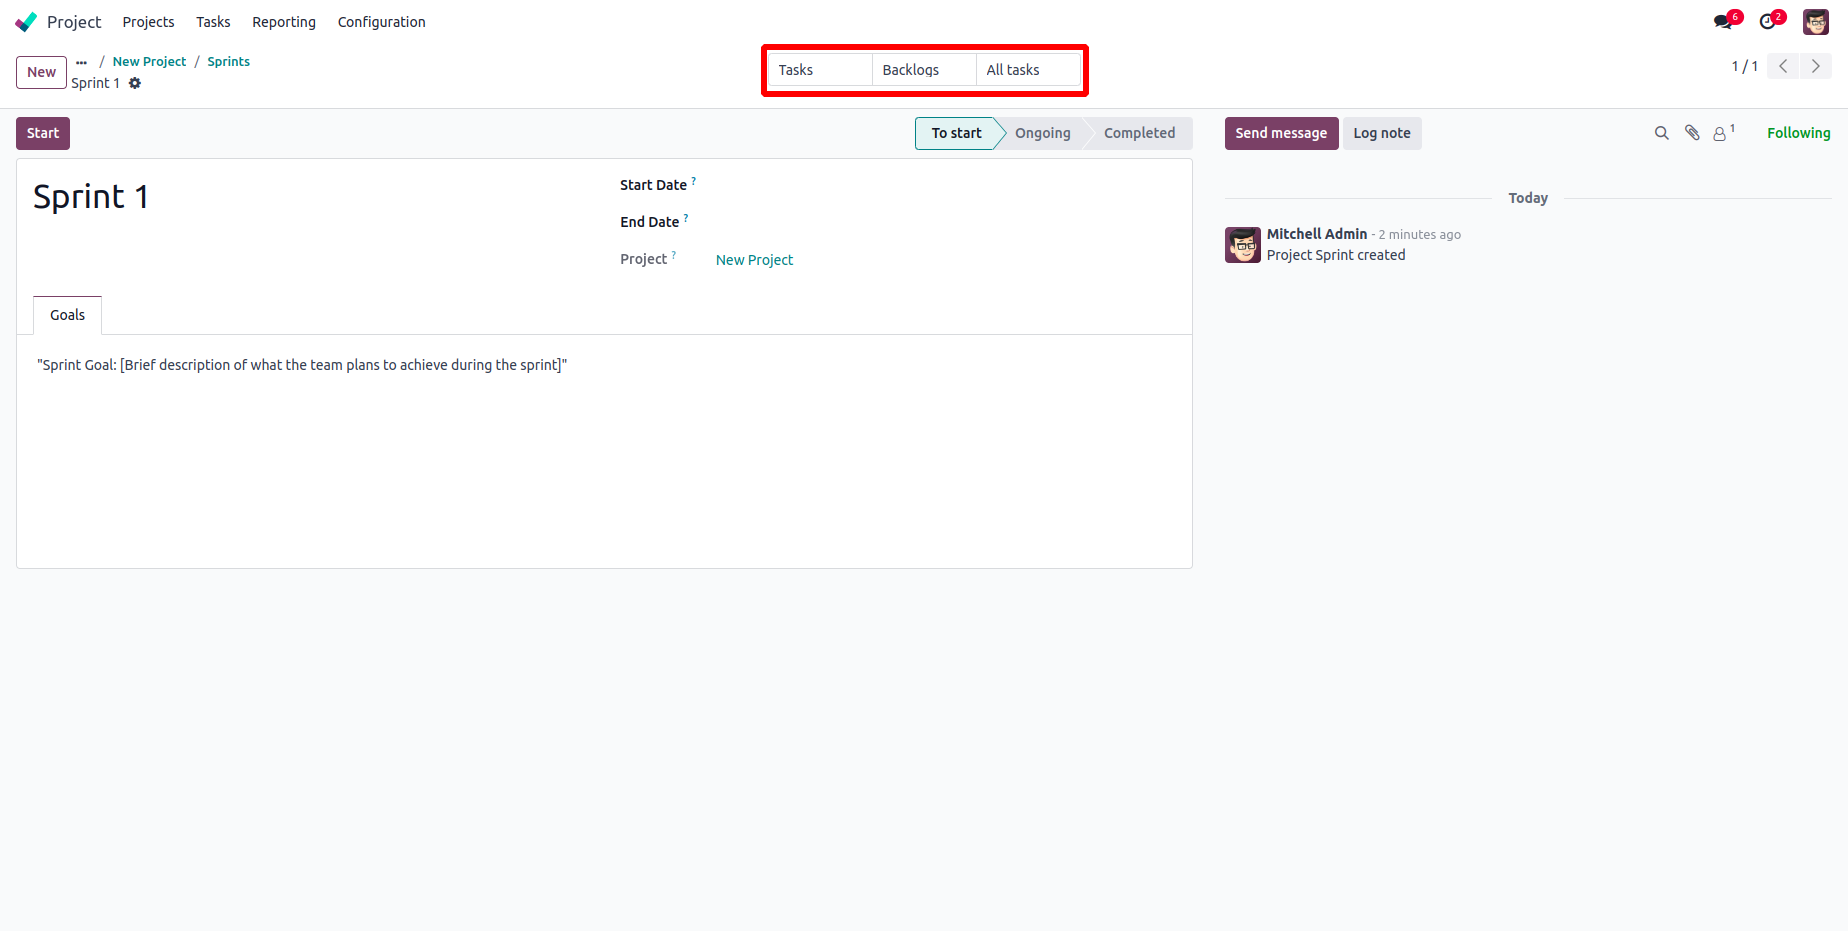 Project Projects Tasks Reporting Configuration 6 2
New ... / New Project / Sprints Tasks Backlogs All tasks 1 / 1
Sprint 1
Start To start Ongoing Completed Send message Log note 1 Following
Sprint 1
Start Date ?
End Date ?
Project ? New Project
Goals
"Sprint Goal: [Brief description of what the team plans to achieve during the sprint]"
Today
Mitchell Admin - 2 minutes ago
Project Sprint created